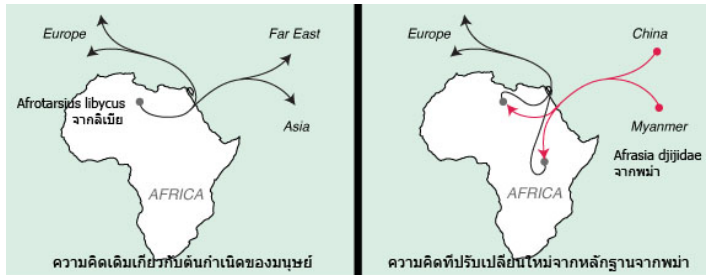 Europe
Far East
Afrotarsius libycus
จากลิเบีย
Asia
AFRICA
ความคิดเดิมเกี่ยวกับต้นกำเนิดของมนุษย์
Europe
China
Myanmer
Afrasia djijidae
จากพม่า
AFRICA
ความคิดที่ปรับเปลี่ยนใหม่จากหลักฐานจากพม่า